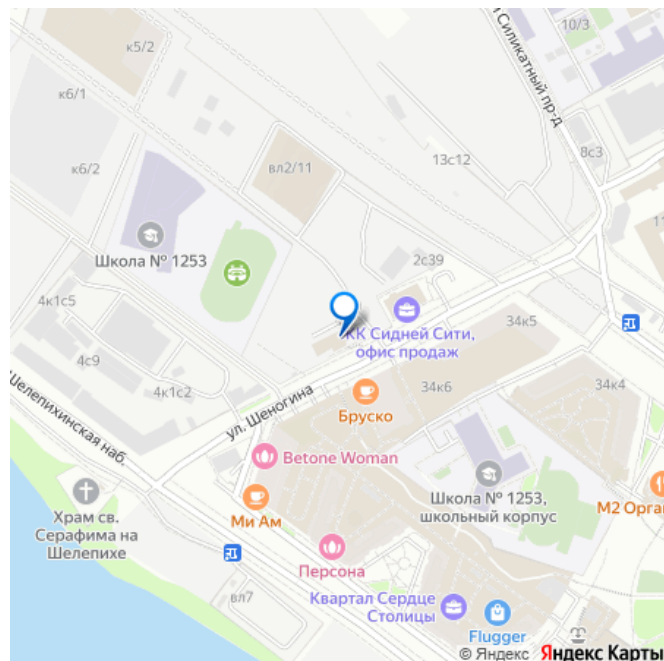 к5/2
10/3
й Силикатный пр-д
к6/1
13с12
8с3
к6/2
вл2/11
11
Школа № 1253
2с39
4к1с5
ЖК Сидней Сити,
офис продаж
34к5
4с9
4к1с2
ул. Шеногина
34к6
34к4
Бруско
Шелепихинская наб.
Betone Woman
Школа № 1253,
школьный корпус
М2 Орган
Храм св.
Серафима на
Шелепихе
Ми Ам
Персона
вл7
Квартал Сердце
Столицы
Flugger
© Яндекс Яндекс Карты